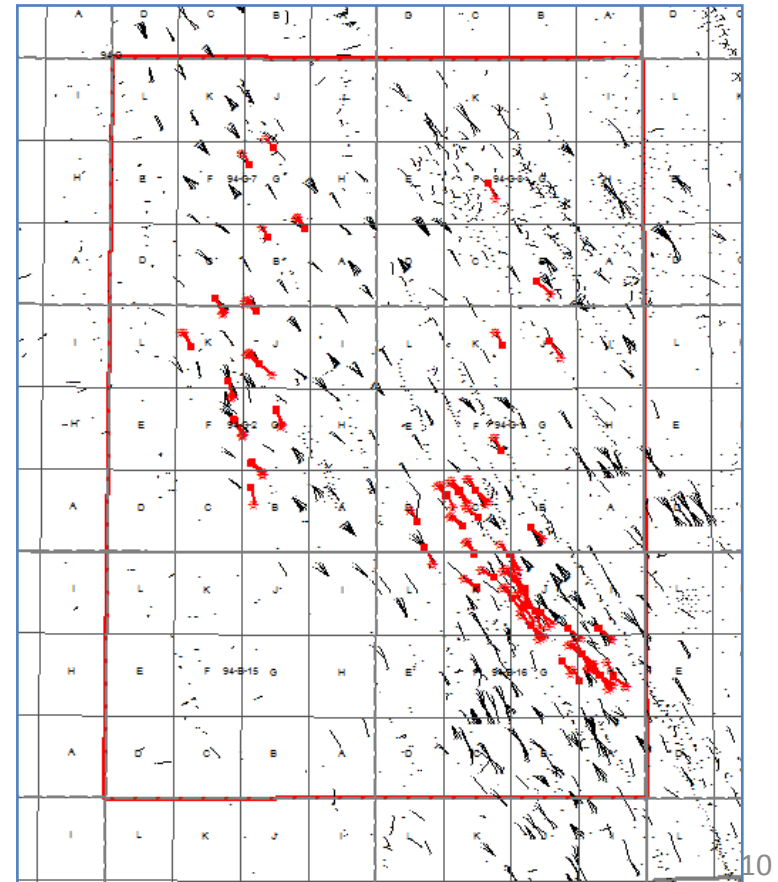 A D C B A D C B A D
94-G
I L K J I L K J I L
H E F 94-G-7 G H E F 94-G-8 G H E
A D C B A D C B A D
I L K J I L K J I L
H E F 94-G-2 G H E F 94-G-1 G H E
A D C B A D C B A D
I L K J I L K J I L
H E F 94-B-15 G H E F 94-B-16 G H E
A D C B A D C B A D
I L K J I L K J I L
10